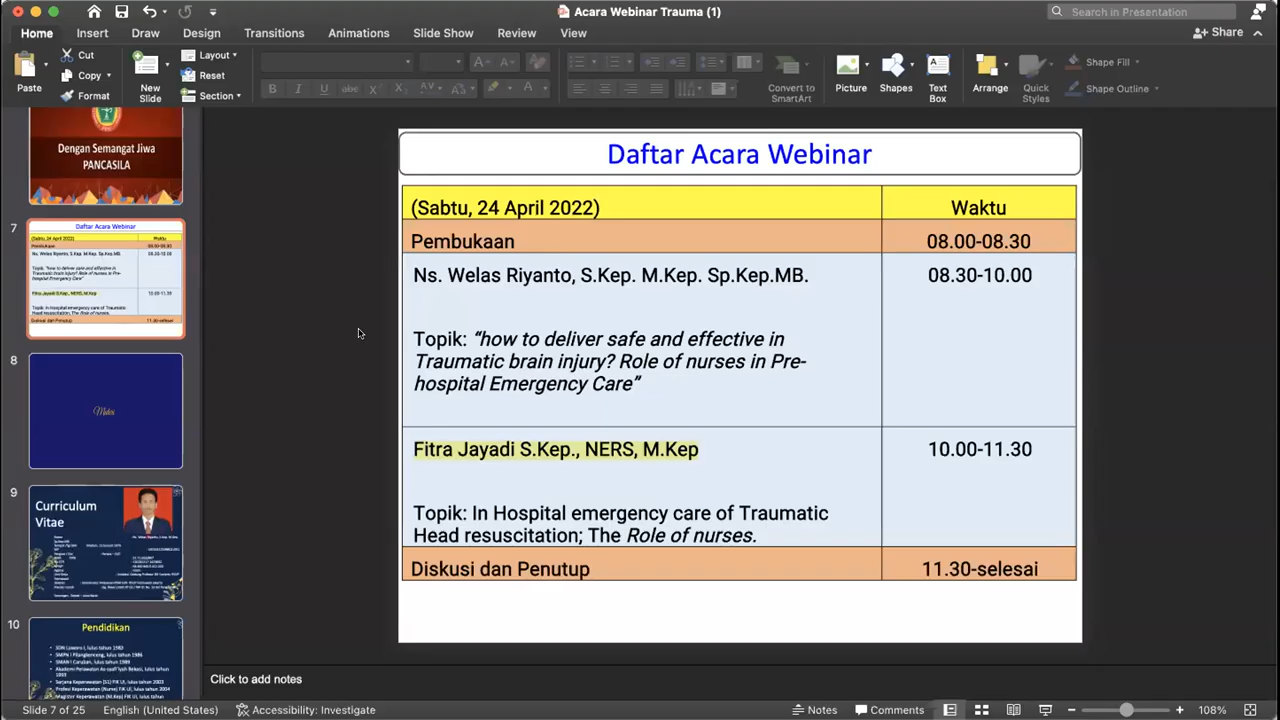 Acara Webinar Trauma (1)
Search in Presentation
Home Insert Draw Design Transitions Animations Slide Show Review View
Share
Paste
Cut
Copy
Format
New Slide
Layout
Reset
Section
Convert to SmartArt
Picture
Shapes
Text Box
Arrange
Quick Styles
Shape Fill
Shape Outline
Dengan Semangat Jiwa
PANCASILA
7
8
9
Curriculum
Vitae
10
Pendidikan
Daftar Acara Webinar
(Sabtu, 24 April 2022) Waktu
Pembukaan 08.00-08.30
Ns. Welas Riyanto, S.Kep. M.Kep. Sp.Kep.MB. 08.30-10.00
Topik: “how to deliver safe and effective in
Traumatic brain injury? Role of nurses in Pre-
hospital Emergency Care”
Fitra Jayadi S.Kep., NERS, M.Kep 10.00-11.30
Topik: In Hospital emergency care of Traumatic
Head resuscitation; The Role of nurses.
Diskusi dan Penutup 11.30-selesai
Click to add notes
Slide 7 of 25 English (United States) Accessibility: Investigate Notes Comments 108%